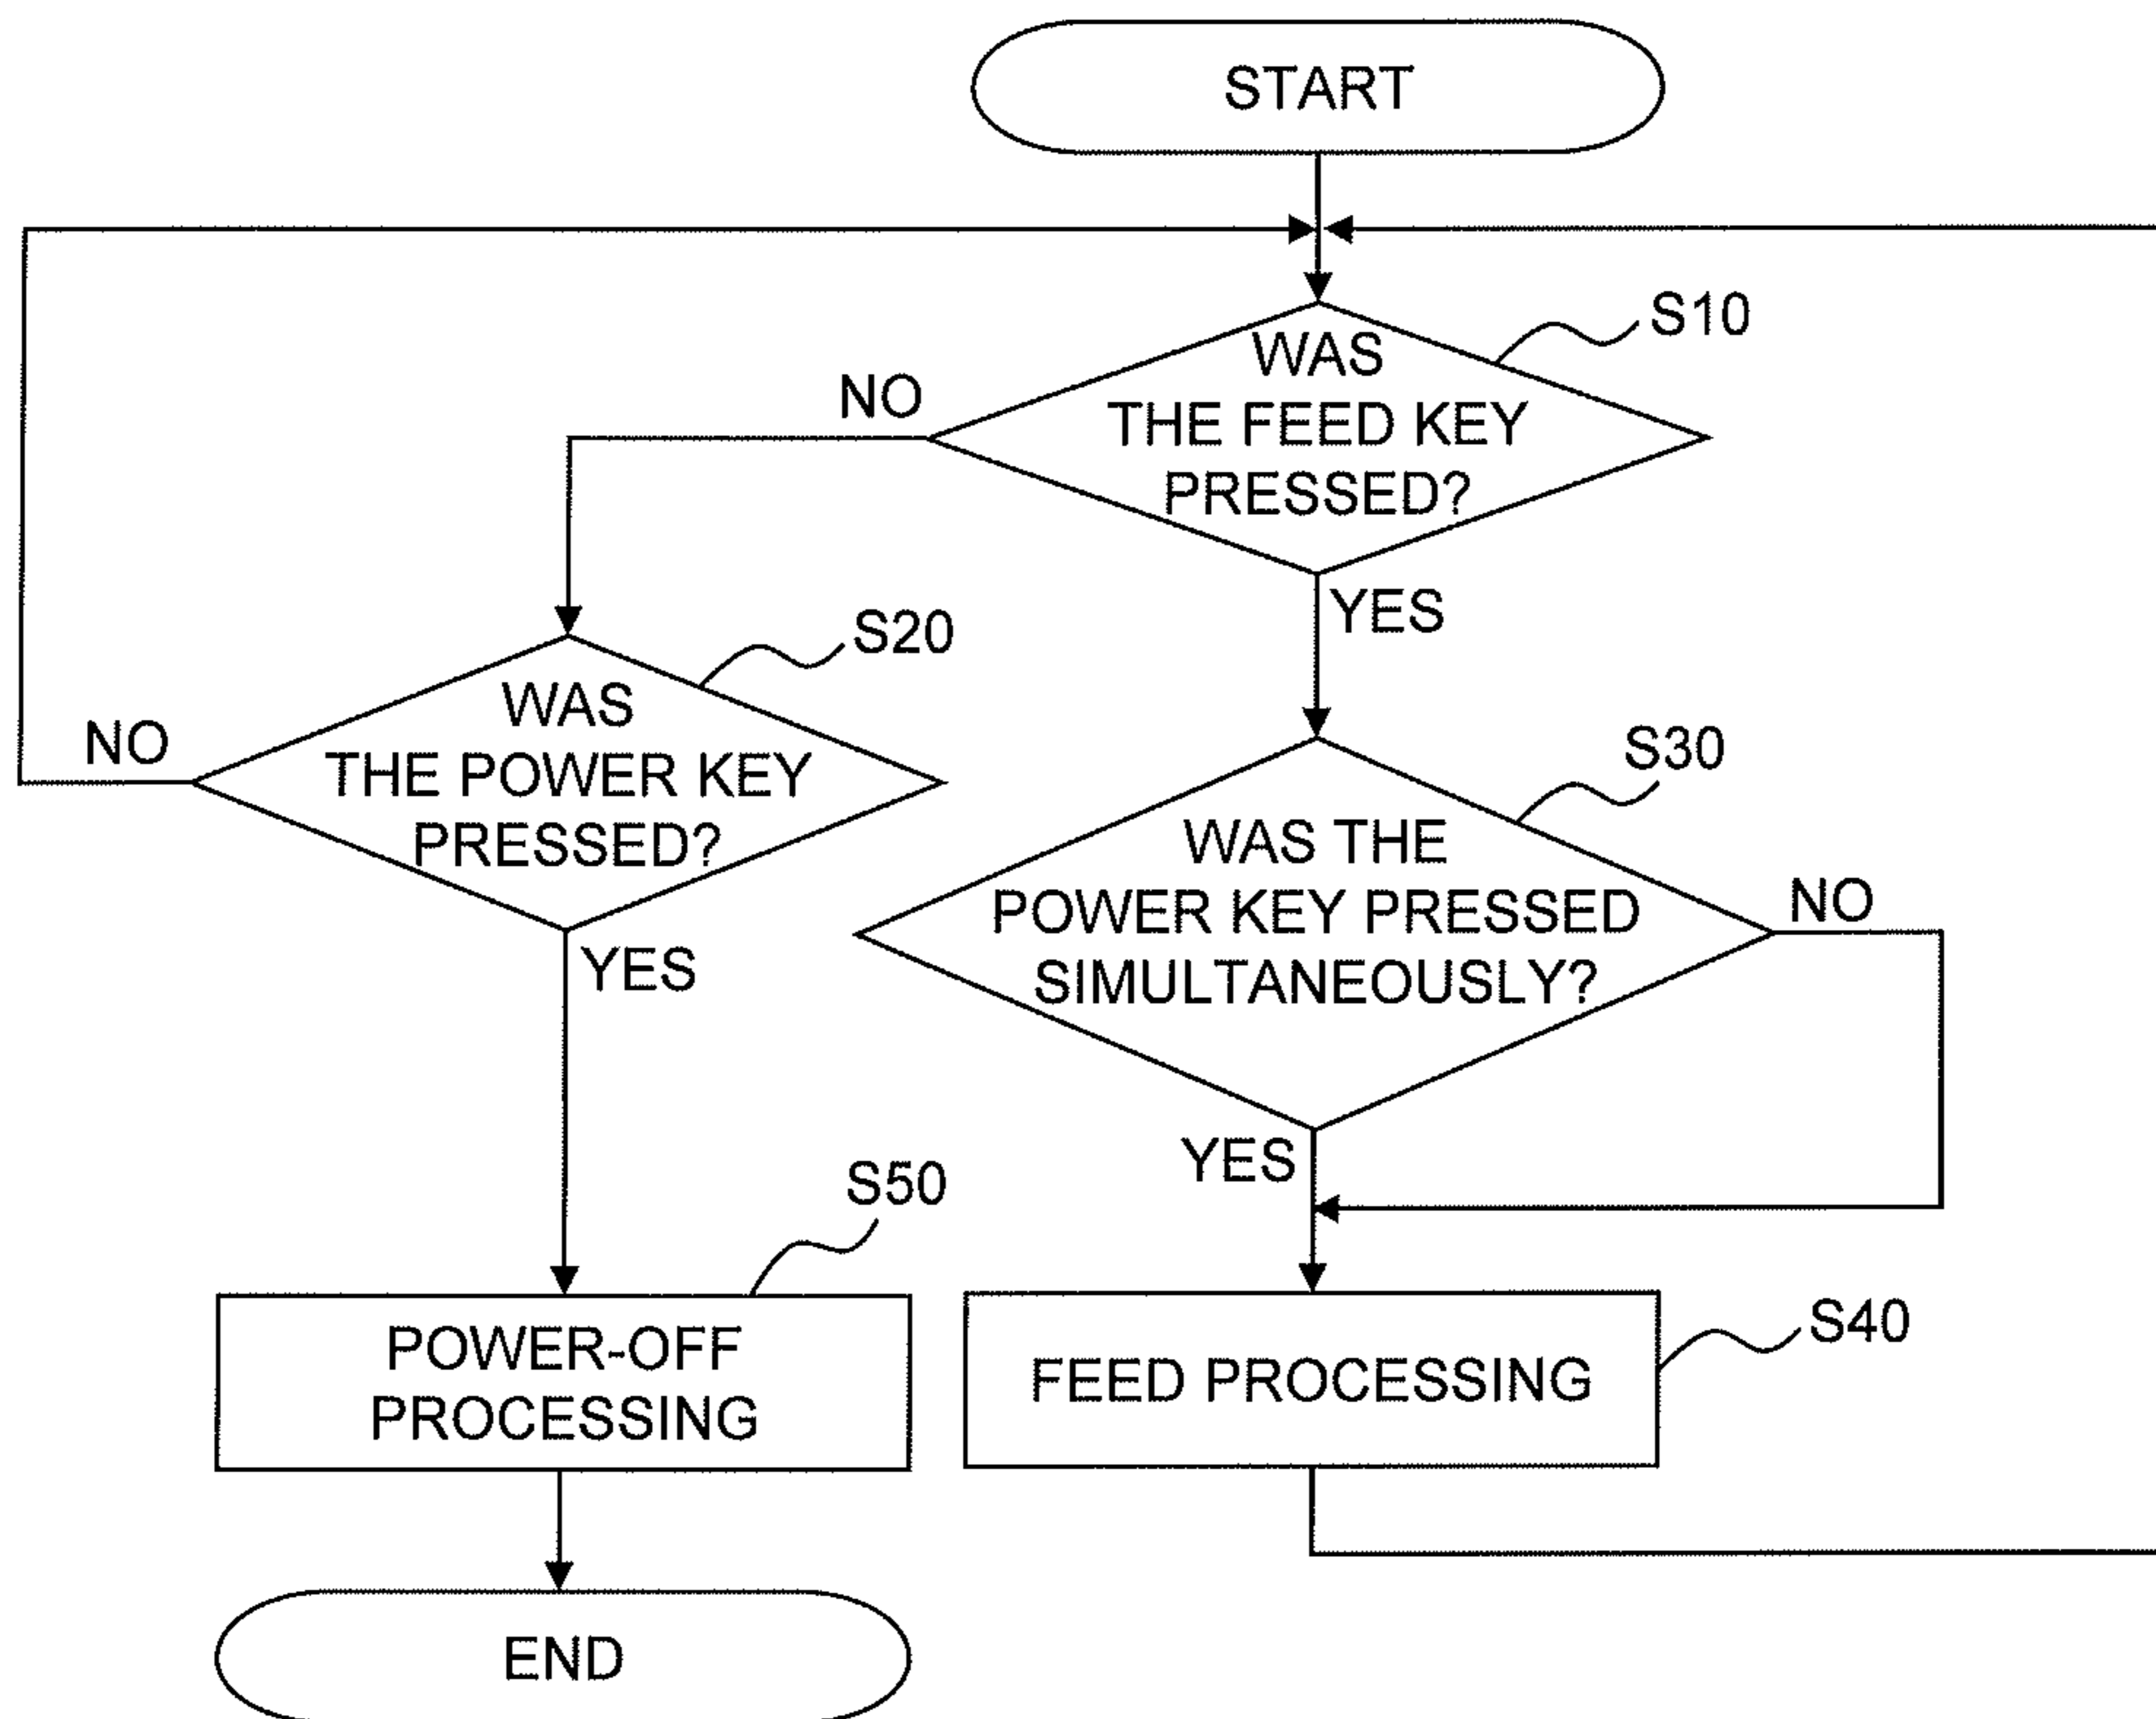 START
S10
WAS
THE FEED KEY
PRESSED?
NO
YES
S20
WAS
THE POWER KEY
PRESSED?
NO
YES
S30
WAS THE
POWER KEY PRESSED
SIMULTANEOUSLY?
NO
YES
S50
POWER-OFF
PROCESSING
S40
FEED PROCESSING
END